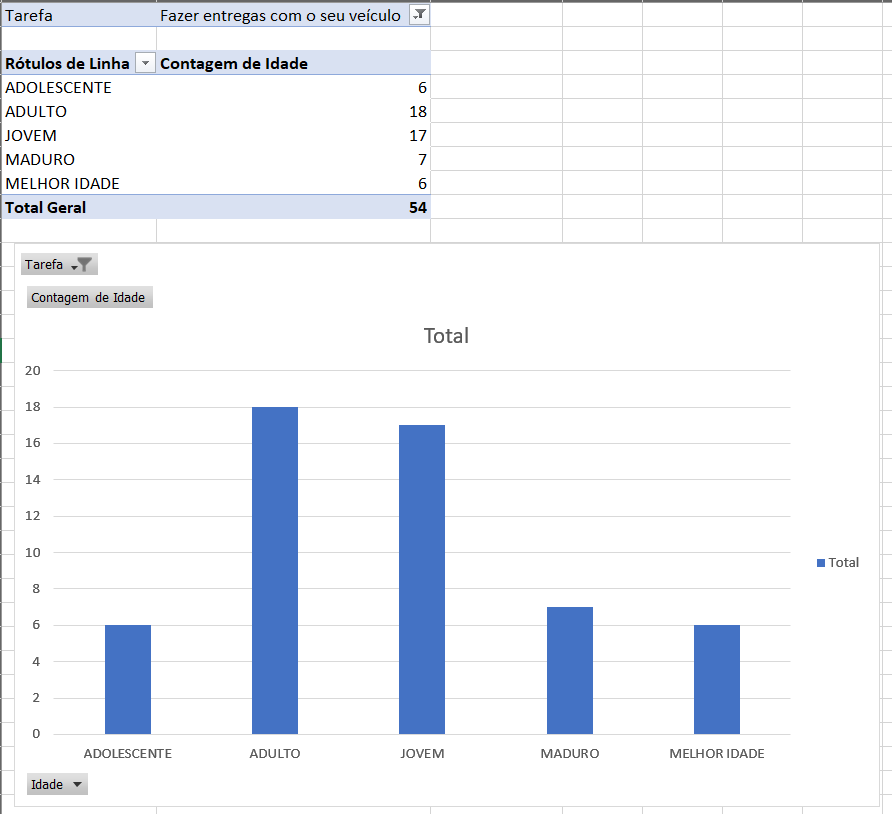 Tarefa Fazer entregas com o seu veículo
Rótulos de Linha Contagem de Idade
ADOLESCENTE 6
ADULTO 18
JOVEM 17
MADURO 7
MELHOR IDADE 6
Total Geral 54
Tarefa
Contagem de Idade
Total
20
18
16
14
12
10
8
6
4
2
0
Total
ADOLESCENTE ADULTO JOVEM MADURO MELHOR IDADE
Idade